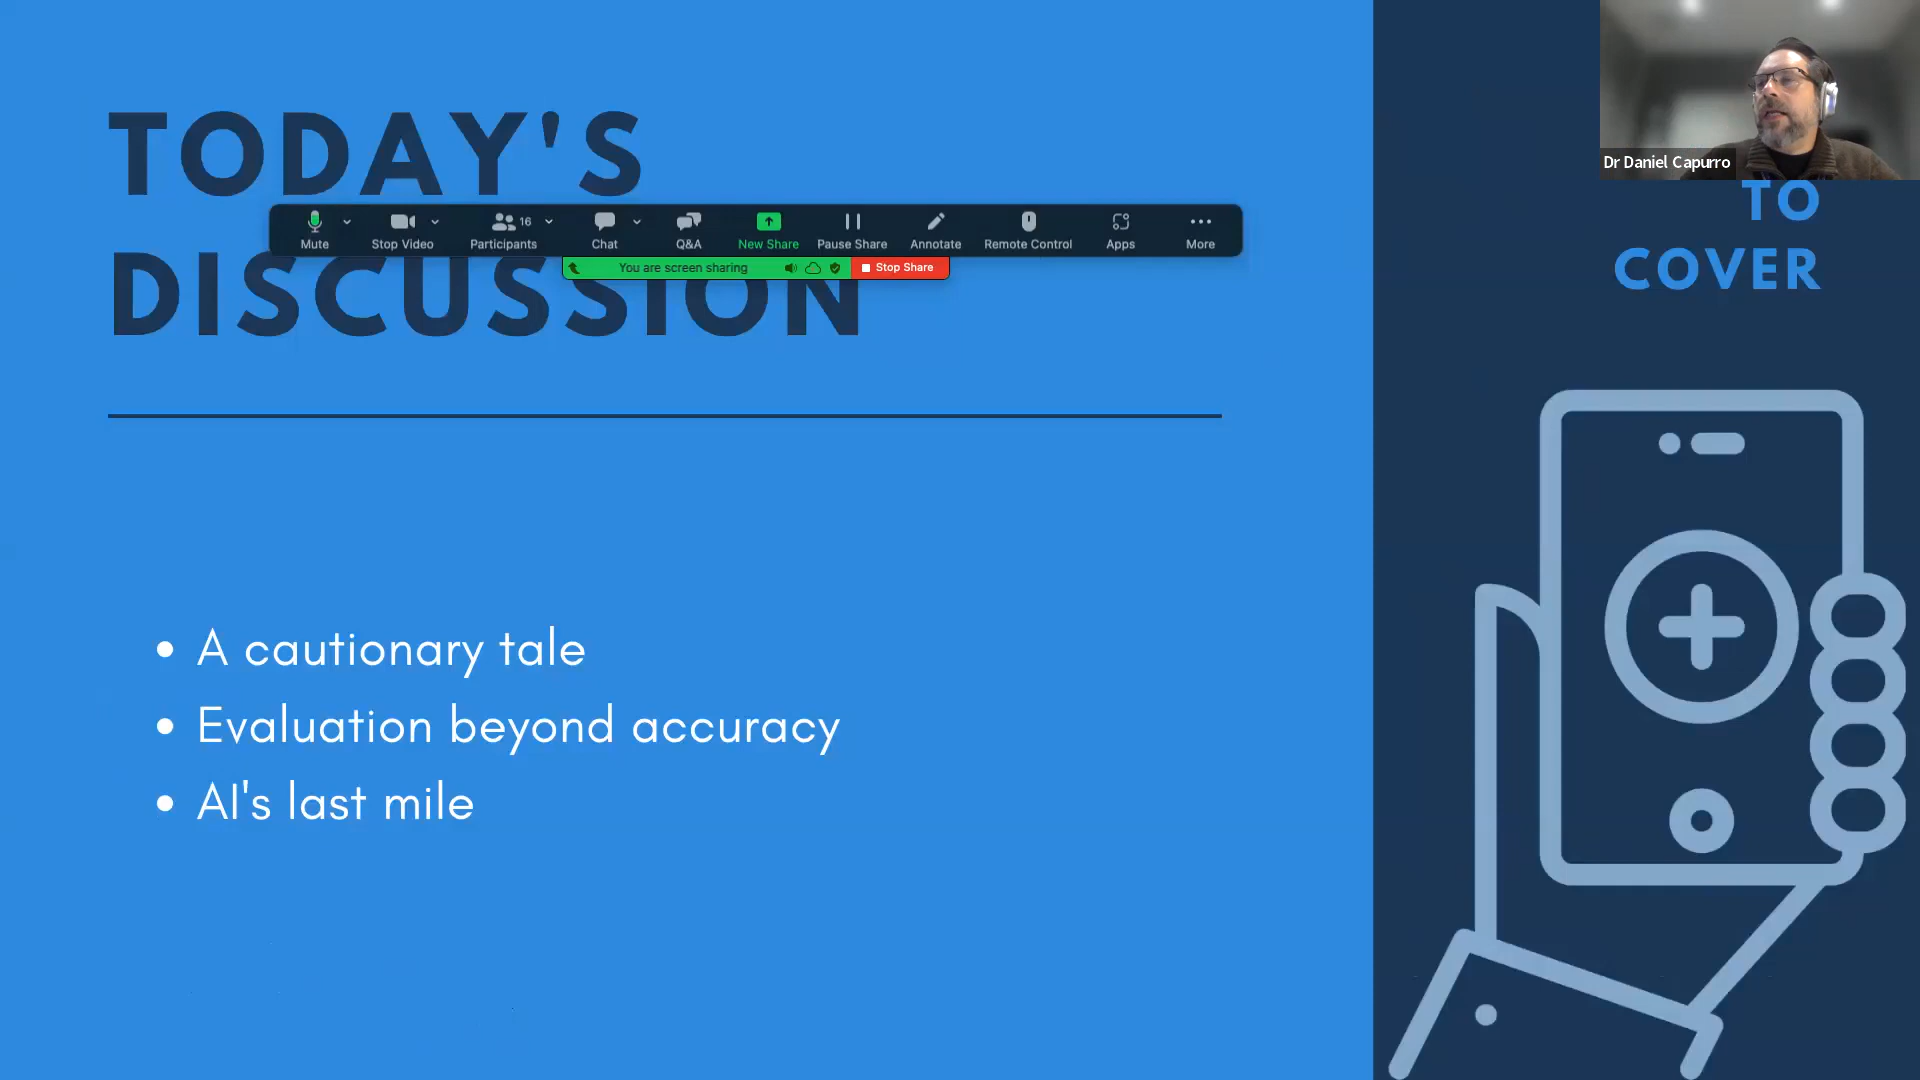 TODAY'S
DISCUSSION
Mute
Stop Video
Participants
16
Chat
Q&A
New Share
Pause Share
Annotate
Remote Control
Apps
More
You are screen sharing
Stop Share
A cautionary tale
Evaluation beyond accuracy
AI's last mile
Dr Daniel Capurro
TO
COVER